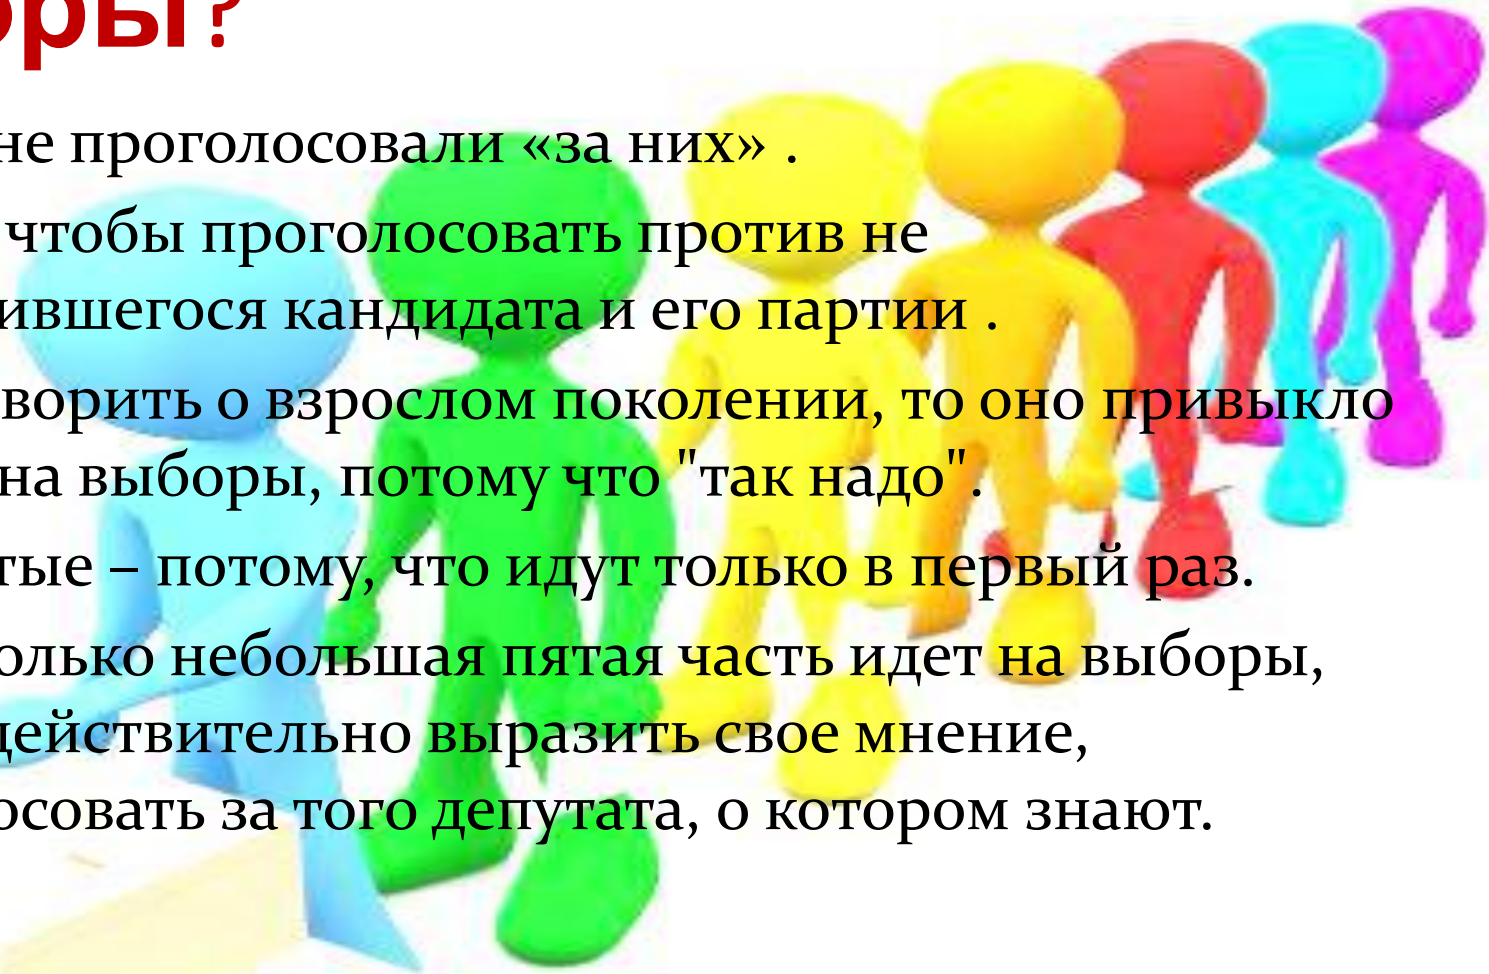 оры?
не проголосовали «за них» .
чтобы проголосовать против не
ившегося кандидата и его партии .
ворить о взрослом поколении, то оно привыкло
на выборы, потому что "так надо".
тые – потому, что идут только в первый раз.
олько небольшая пятая часть идет на выборы,
действительно выразить свое мнение,
осовать за того депутата, о котором знают.